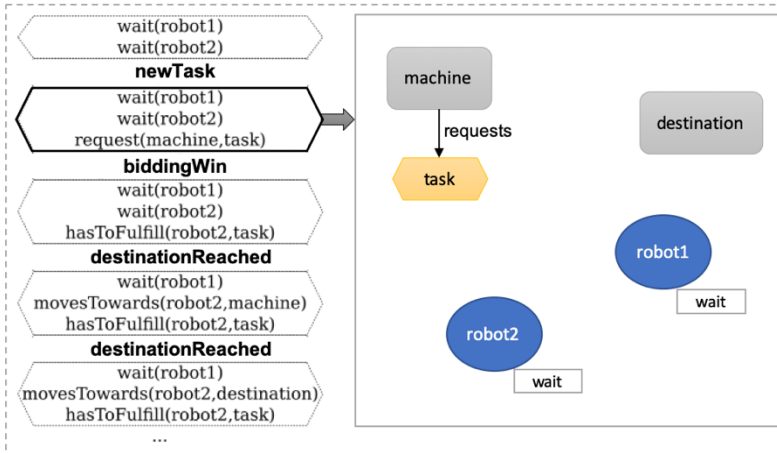 wait(robot1)
wait(robot2)
newTask
wait(robot1)
wait(robot2)
request(machine,task)
biddingWin
wait(robot1)
wait(robot2)
hasToFulfill(robot2,task)
destinationReached
wait(robot1)
movesTowards(robot2,machine)
hasToFulfill(robot2,task)
destinationReached
wait(robot1)
movesTowards(robot2,destination)
hasToFulfill(robot2,task)
...
machine
requests
task
destination
robot1
wait
robot2
wait